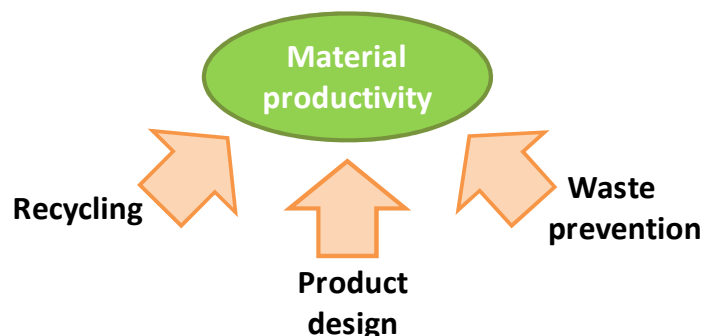 Material
productivity
Recycling
Waste
prevention
Product
design